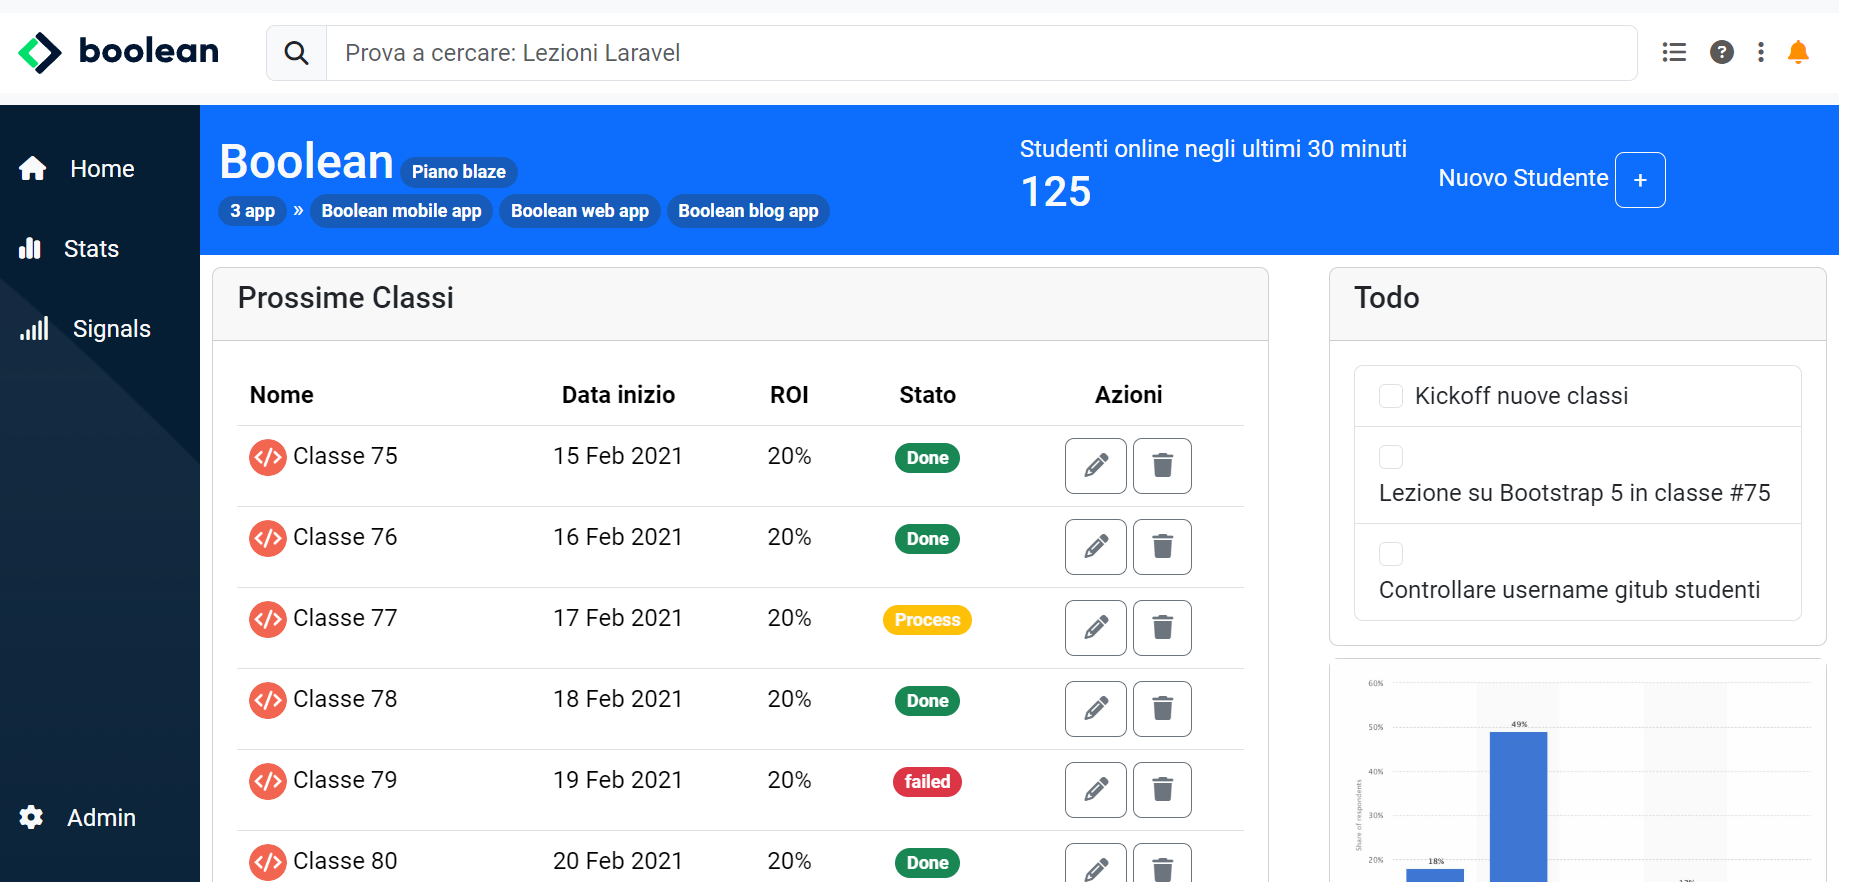 boolean
Prova a cercare: Lezioni Laravel
Home
Stats
Signals
Admin
Boolean Piano blaze
3 app » Boolean mobile app Boolean web app Boolean blog app
Studenti online negli ultimi 30 minuti
125
Nuovo Studente +
Prossime Classi
Nome Data inizio ROI Stato Azioni
Classe 75 15 Feb 2021 20% Done
Classe 76 16 Feb 2021 20% Done
Classe 77 17 Feb 2021 20% Process
Classe 78 18 Feb 2021 20% Done
Classe 79 19 Feb 2021 20% failed
Classe 80 20 Feb 2021 20% Done
Todo
Kickoff nuove classi
Lezione su Bootstrap 5 in classe #75
Controllare username gitub studenti
60%
50%
40%
30%
20%
Share of respondents
49%
18%